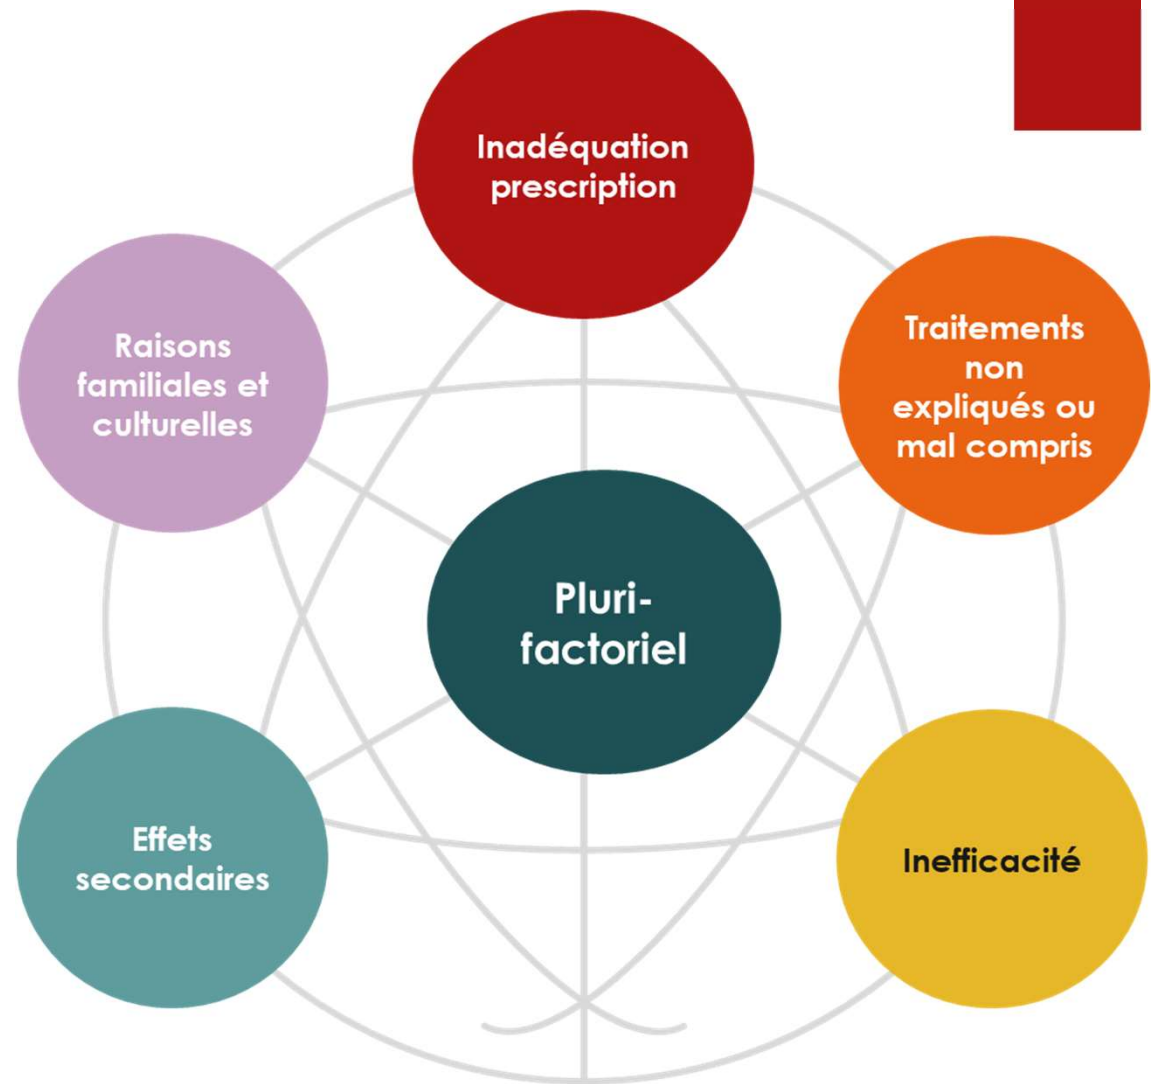 Inadéquation
prescription
Raisons
familiales et
culturelles
Traitements
non
expliqués ou
mal compris
Pluri-
factoriel
Effets
secondaires
Inefficacité